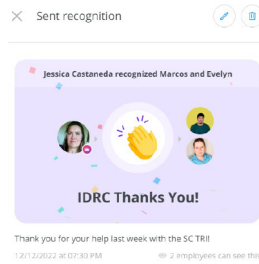 Sent recognition
Jessica Castaneda recognized Marcos and Evelyn
IDRC Thanks You!
Thank you for your help last week with the SC TRI!
12/12/2022 at 07:30 PM
2 employees can see this